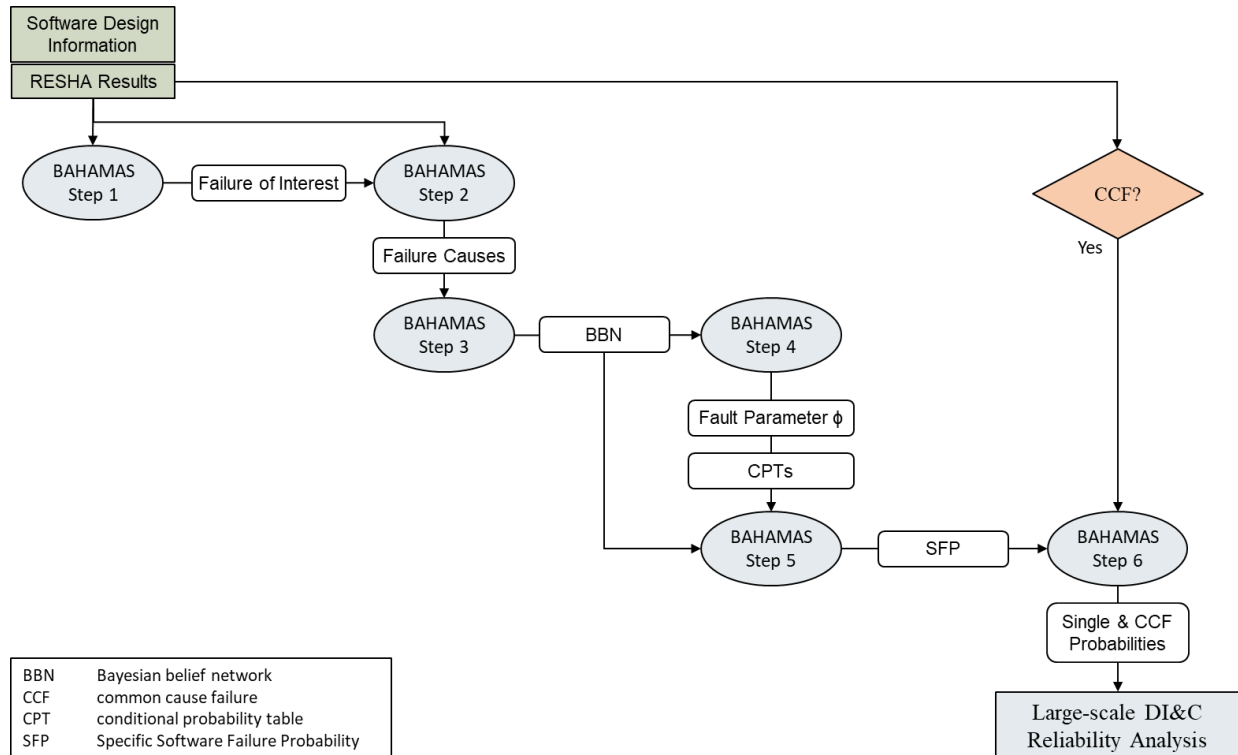 Software Design
Information
RESHA Results
BAHAMAS
Step 1
Failure of Interest
BAHAMAS
Step 2
CCF?
Yes
Failure Causes
BAHAMAS
Step 3
BBN
BAHAMAS
Step 4
Fault Parameter ϕ
CPTs
BAHAMAS
Step 5
SFP
BAHAMAS
Step 6
Single & CCF
Probabilities
Large-scale DI&C
Reliability Analysis
BBN Bayesian belief network
CCF common cause failure
CPT conditional probability table
SFP Specific Software Failure Probability